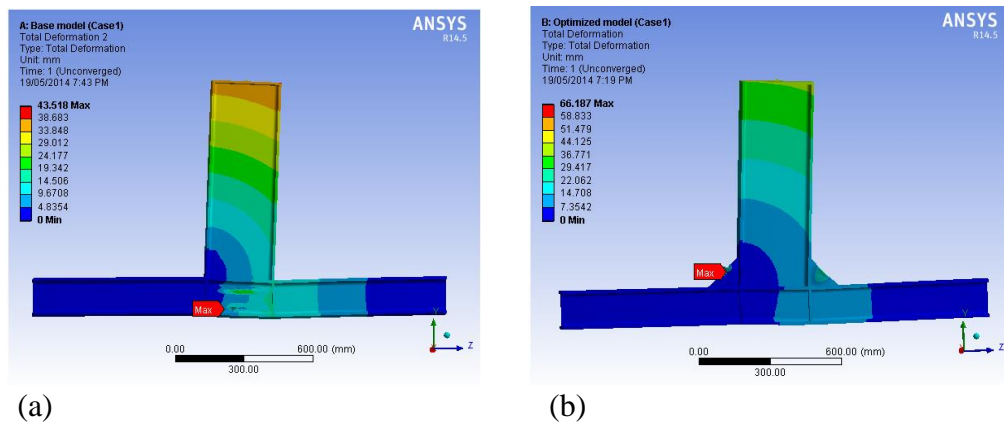 A: Base model (Case1)
Total Deformation 2
Type: Total Deformation
Unit: mm
Time: 1 (Unconverged)
19/05/2014 7:43 PM
43.518 Max
38.683
33.848
29.012
24.177
19.342
14.506
9.6708
4.8354
0 Min
ANSYS
R14.5
Max
0.00
600.00 (mm)
300.00
Y
Z
(a)
B: Optimized model (Case1)
Total Deformation
Type: Total Deformation
Unit: mm
Time: 1 (Unconverged)
19/05/2014 7:19 PM
66.187 Max
58.833
51.479
44.125
36.771
29.417
22.062
14.708
7.3542
0 Min
ANSYS
R14.5
Max
0.00
600.00 (mm)
300.00
Y
Z
(b)